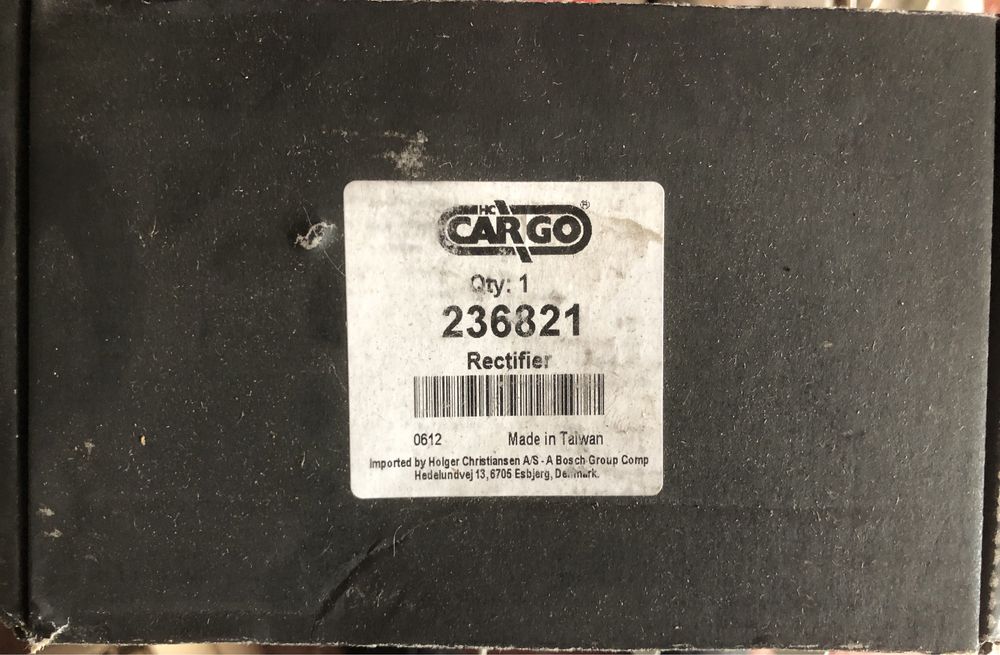 HC
CARGO®
Qty: 1
236821
Rectifier
0612 Made in Taiwan
Imported by Holger Christiansen A/S - A Bosch Group Comp
Hedelundvej 13, 6705 Esbjerg, Denmark.